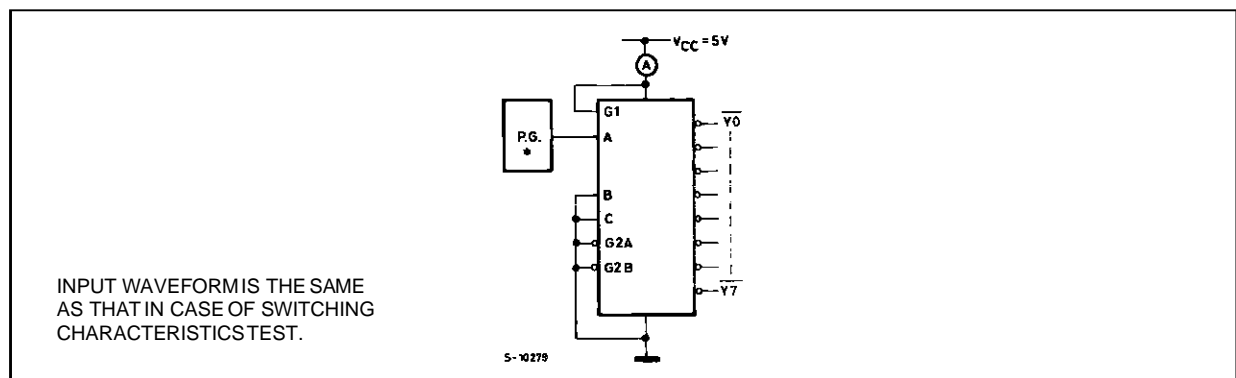 VCC = 5V
A
G1
P.G.
*
A
Y0
B
C
G2A
G2B
Y7
INPUT WAVEFORM IS THE SAME
AS THAT IN CASE OF SWITCHING
CHARACTERISTICS TEST.
S-10279